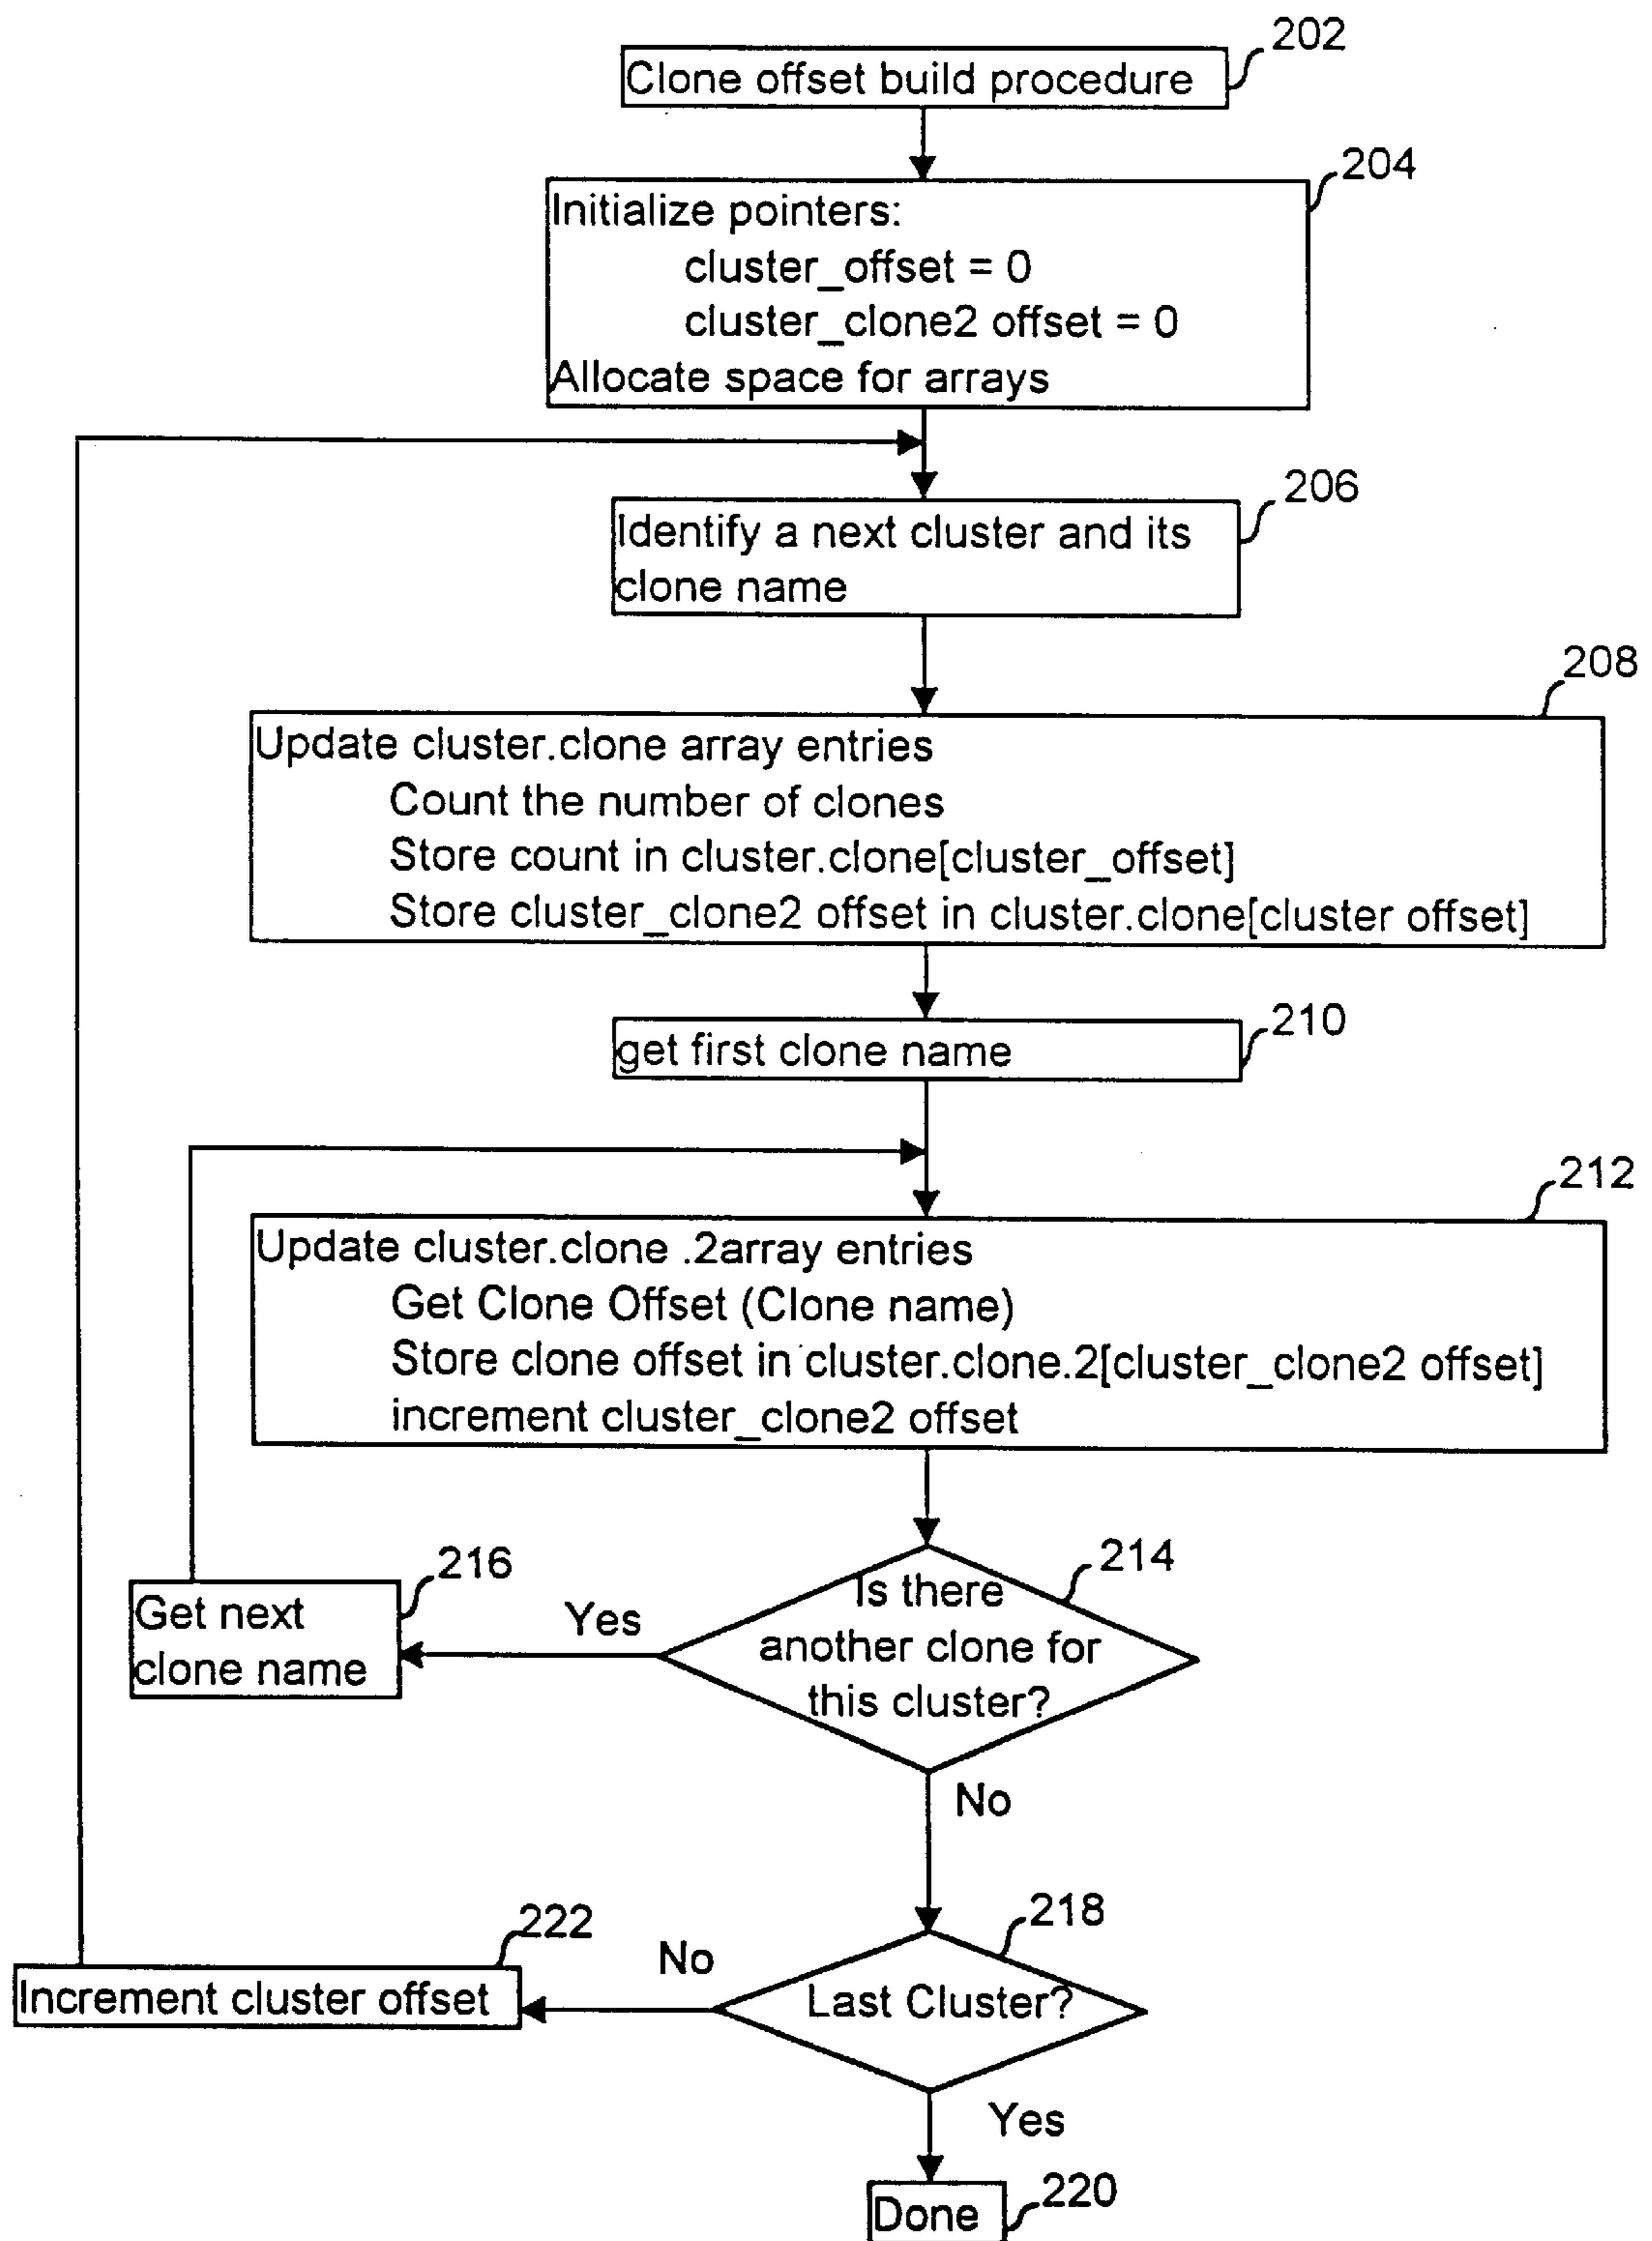 202
Clone offset build procedure
204
Initialize pointers:
cluster_offset = 0
cluster_clone2 offset = 0
Allocate space for arrays
206
Identify a next cluster and its
clone name
208
Update cluster.clone array entries
Count the number of clones
Store count in cluster.clone[cluster_offset]
Store cluster_clone2 offset in cluster.clone[cluster offset]
210
get first clone name
212
Update cluster.clone .2array entries
Get Clone Offset (Clone name)
Store clone offset in cluster.clone.2[cluster_clone2 offset]
increment cluster_clone2 offset
214
Is there
another clone for
this cluster?
216
Yes
Get next
clone name
No
218
222
No
Last Cluster?
Increment cluster offset
Yes
220
Done